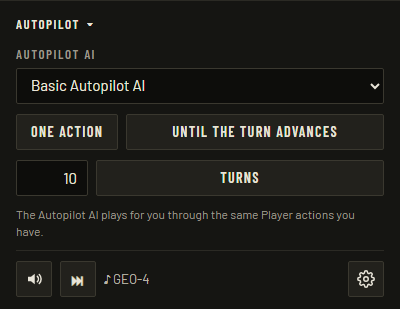 AUTOPILOT
AUTOPILOT AI
Basic Autopilot AI
ONE ACTION
UNTIL THE TURN ADVANCES
10
TURNS
The Autopilot AI plays for you through the same Player actions you
have.
♪ GEO-4